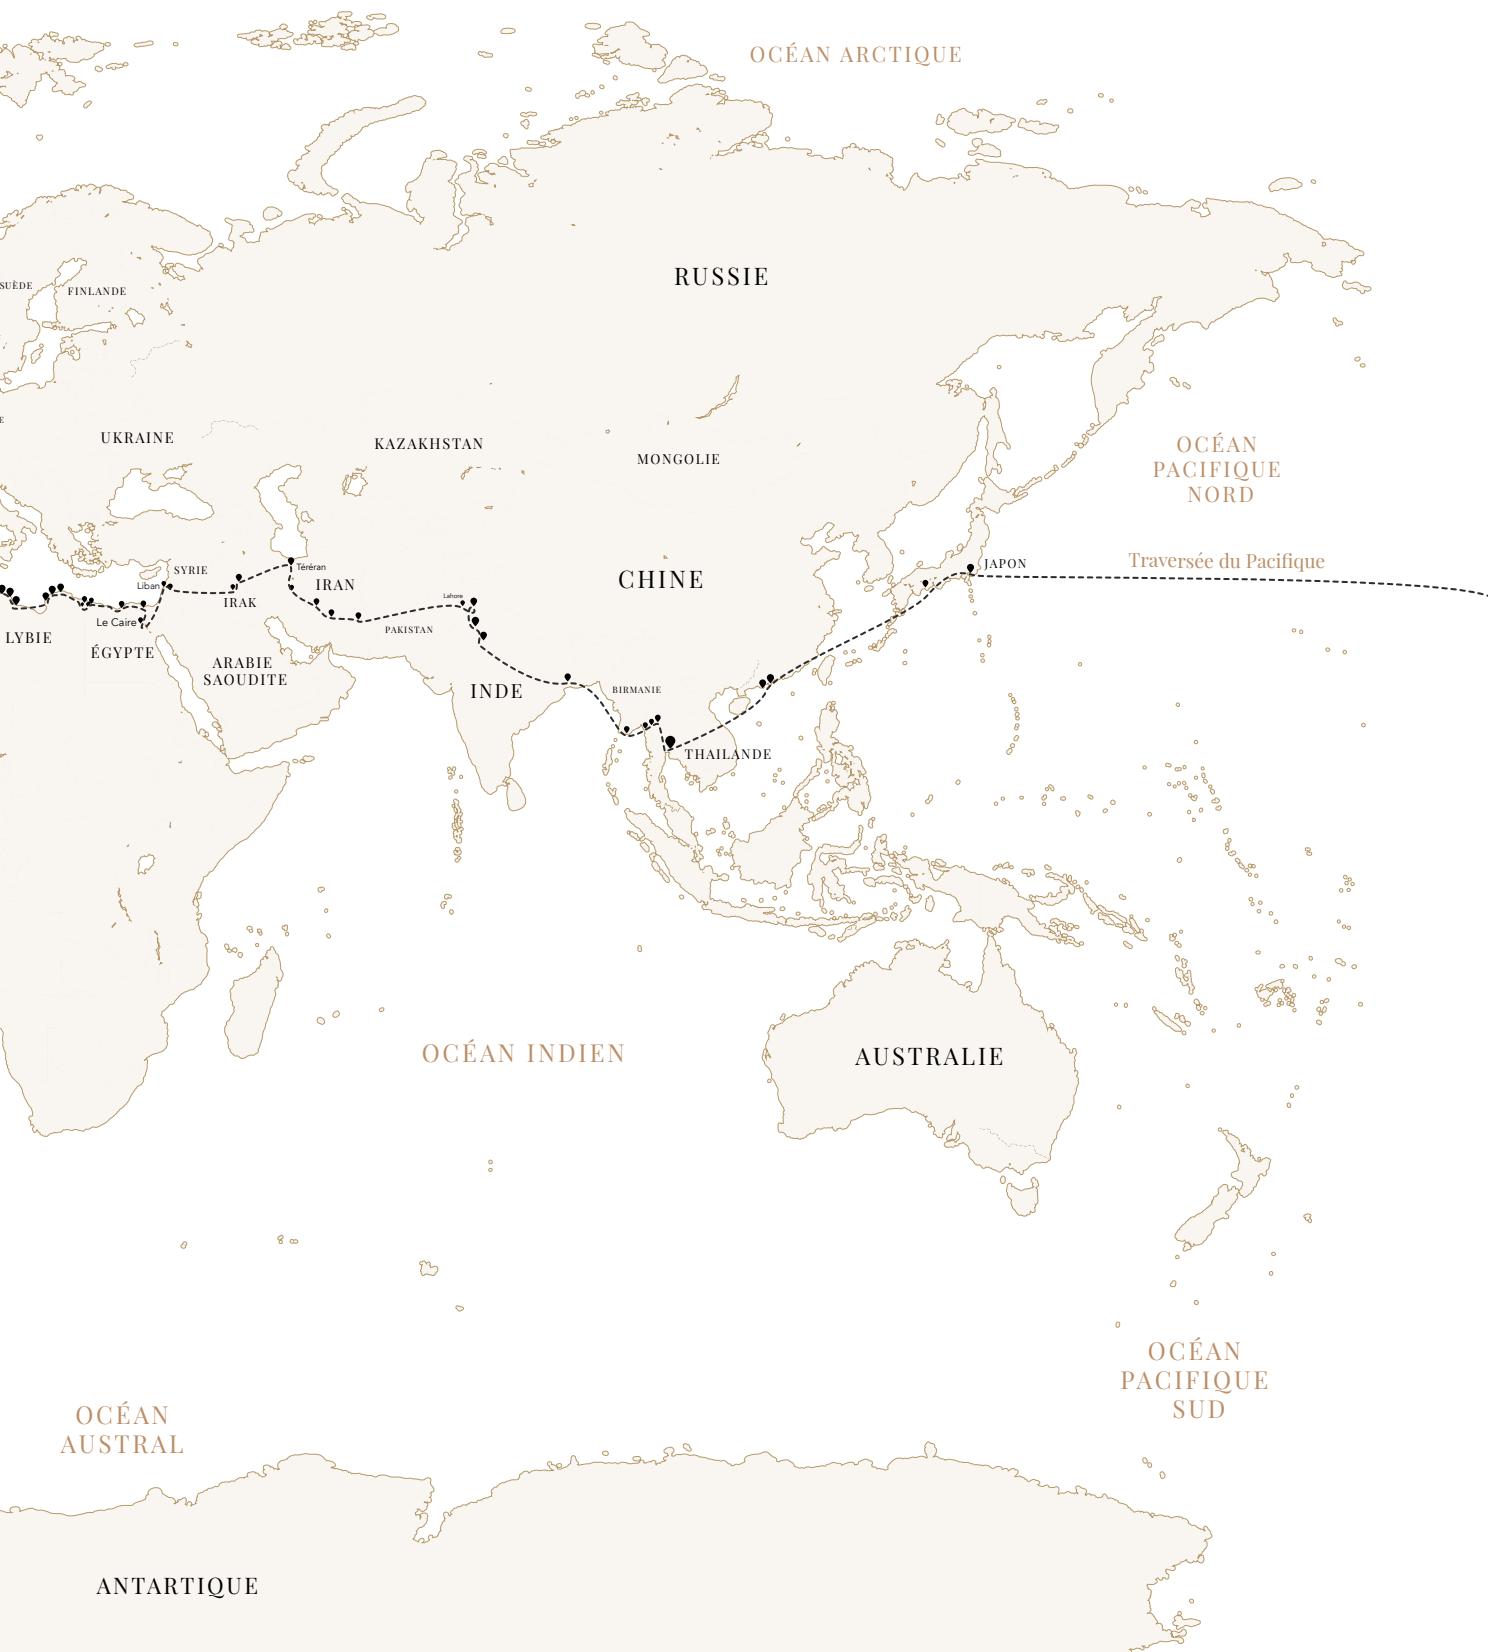 OCÉAN ARCTIQUE
RUSSIE
SUÈDE
FINLANDE
E
UKRAINE
KAZAKHSTAN
MONGOLIE
OCÉAN
PACIFIQUE
NORD
Traversée du Pacifique
JAPON
CHINE
SYRIE
Téréran
Liban
IRAN
IRAK
Lahore
Le Caire
PAKISTAN
LYBIE
ÉGYPTE
ARABIE
SAOUDITE
INDE
BIRMANIE
THAILANDE
OCÉAN INDIEN
AUSTRALIE
OCÉAN
PACIFIQUE
SUD
OCÉAN
AUSTRAL
ANTARTIQUE